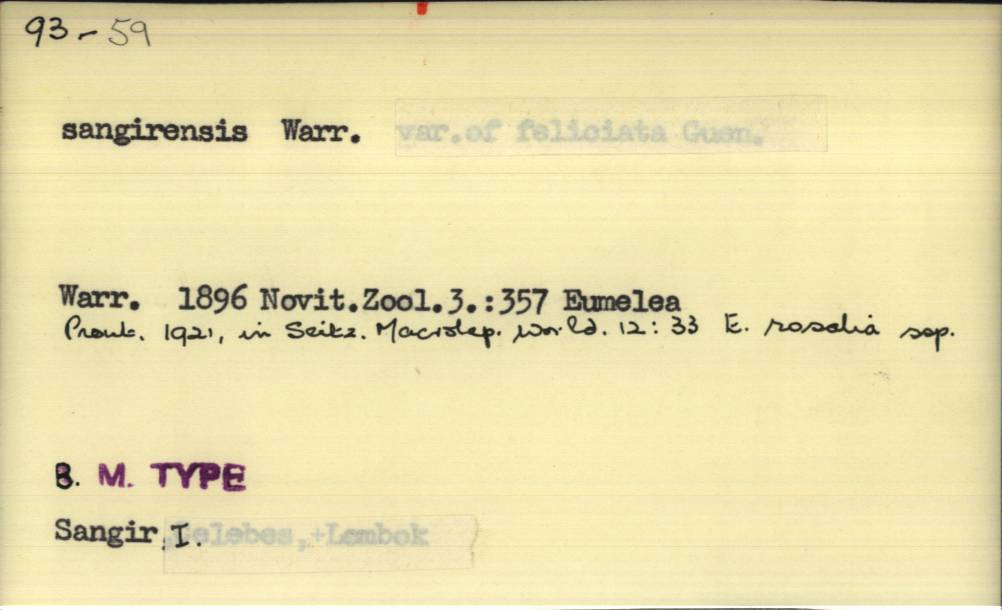 93-59
sangirensis Warr. var.of feliciata Guen.
Warr. 1896 Novit.Zool.3.:357 Eumelea
Prout. 1921, in Seitz. Macrolep. world. 12: 33 E. rosalia ssp.
B. M. TYPE
Sangir I. ,Celebes,+Lombok